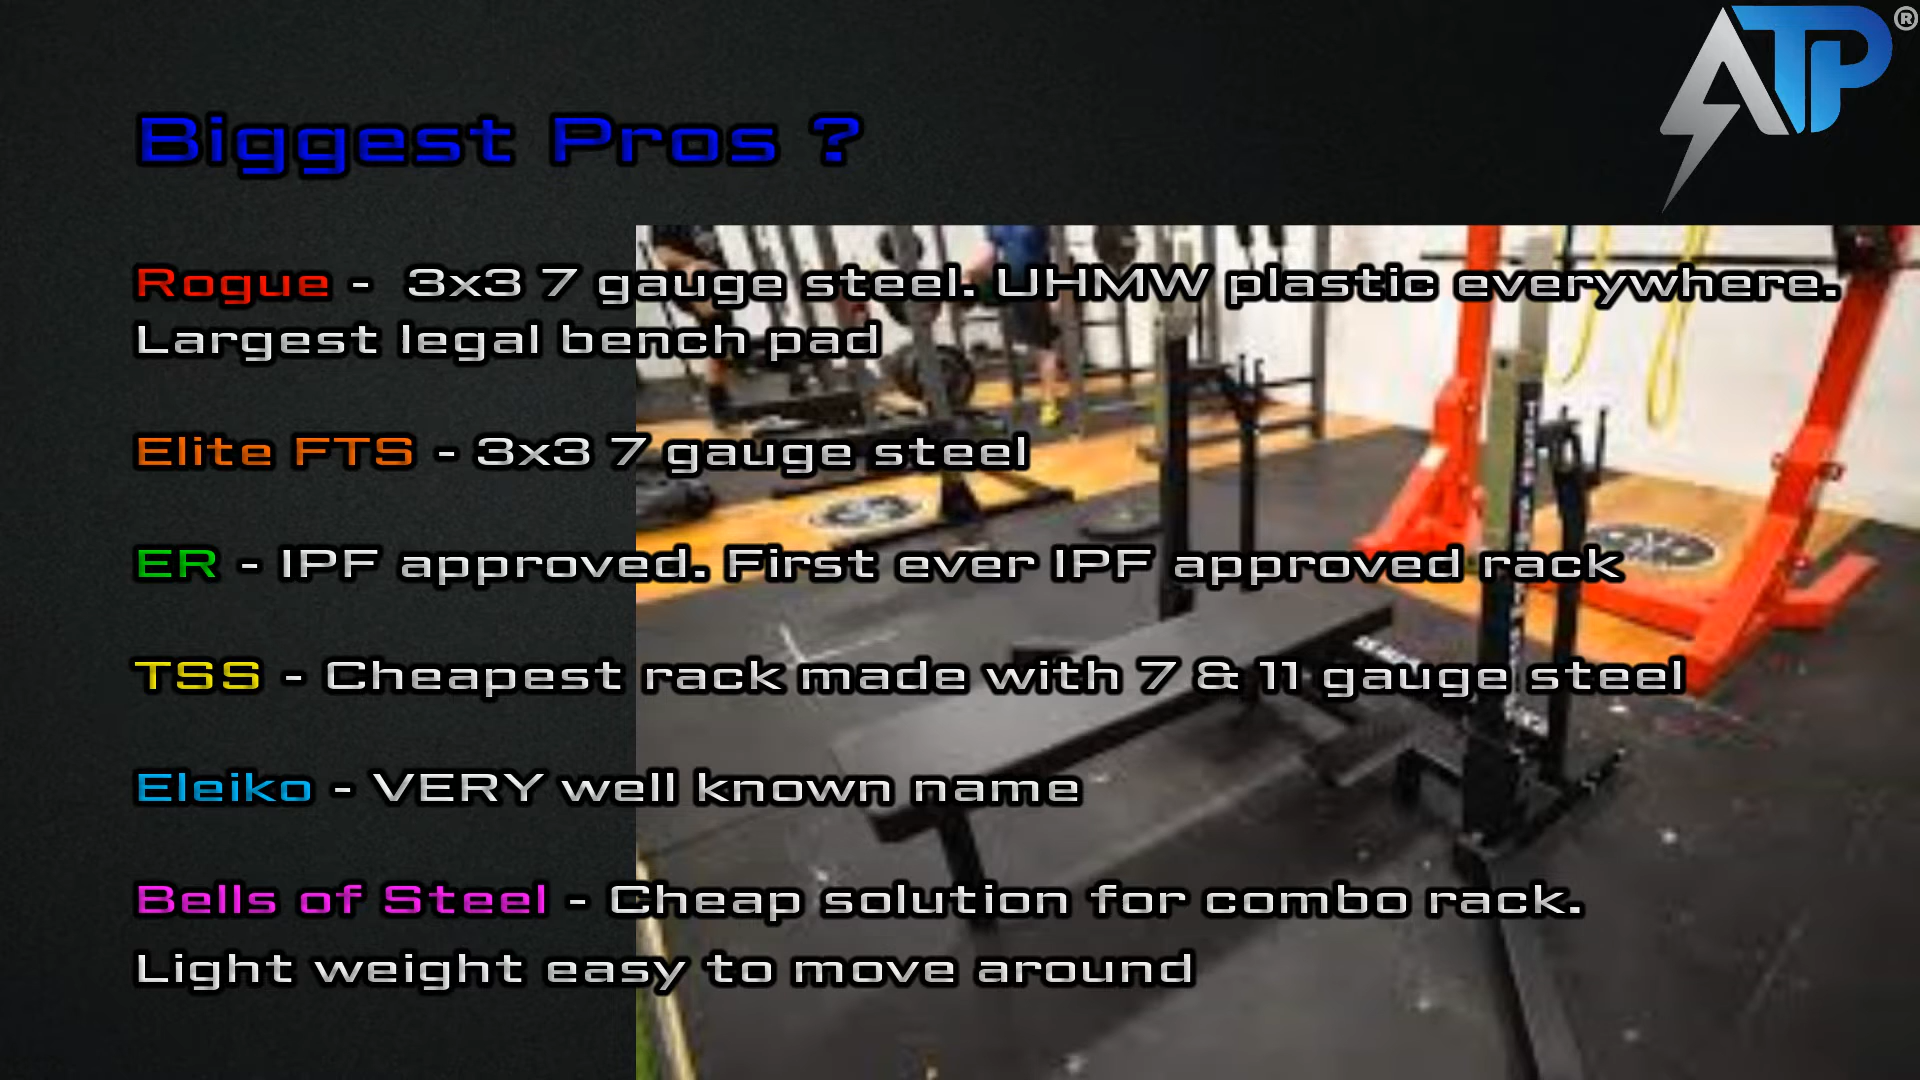 ATP®
Biggest Pros ?
Rogue - 3x3 7 gauge steel. UHMW plastic everywhere.
Largest legal bench pad
Elite FTS - 3x3 7 gauge steel
ER - IPF approved. First ever IPF approved rack
TSS - Cheapest rack made with 7 & 11 gauge steel
Eleiko - VERY well known name
Bells of Steel - Cheap solution for combo rack.
Light weight easy to move around